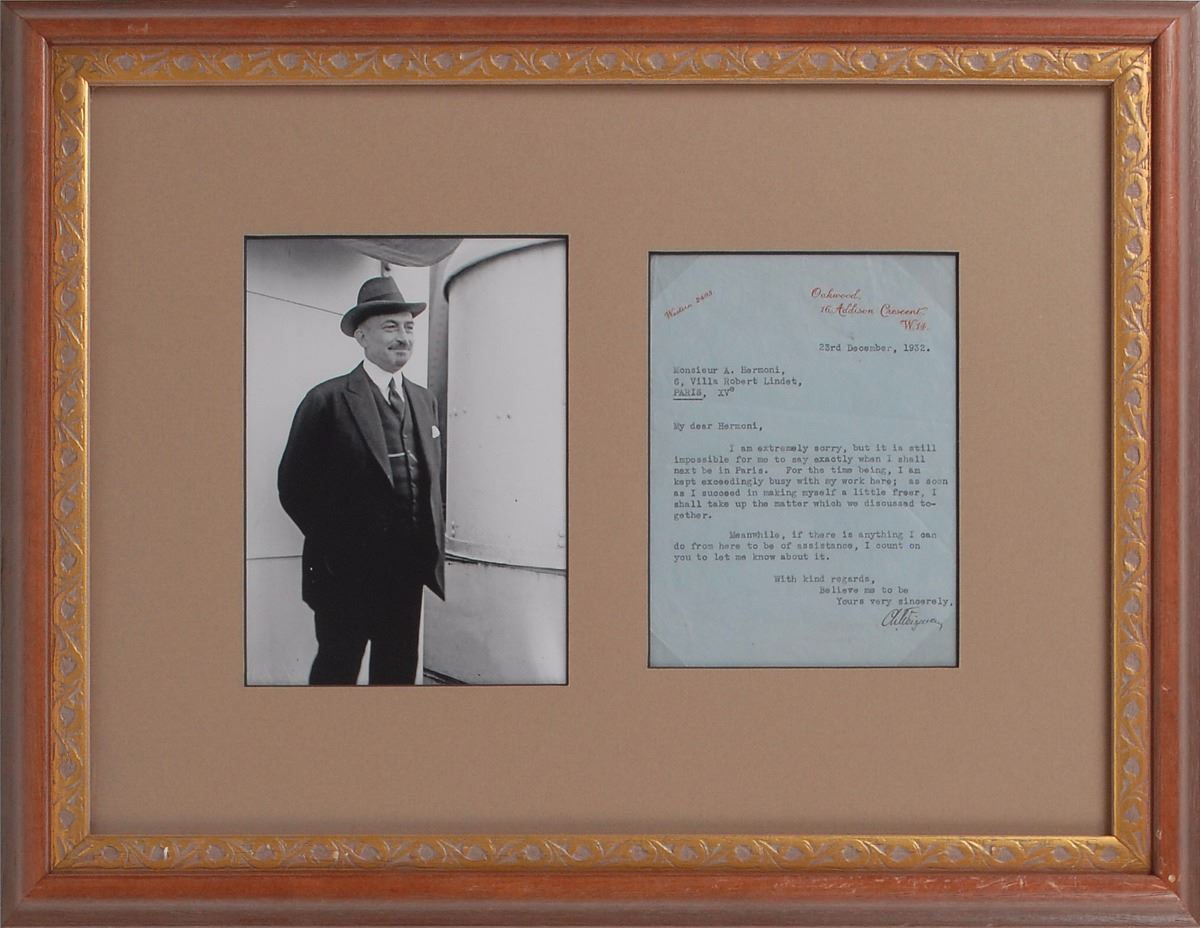 Western 2495
Oakwood,
16, Addison Crescent,
W.14.
23rd December, 1932.
Monsieur A. Hermoni,
6, Villa Robert Lindet,
PARIS, XVe
My dear Hermoni,
I am extremely sorry, but it is still
impossible for me to say exactly when I shall
next be in Paris. For the time being, I am
kept exceedingly busy with my work here; as soon
as I succeed in making myself a little freer, I
shall take up the matter which we discussed to-
gether.
Meanwhile, if there is anything I can
do from here to be of assistance, I count on
you to let me know about it.
With kind regards,
Believe me to be
Yours very sincerely,